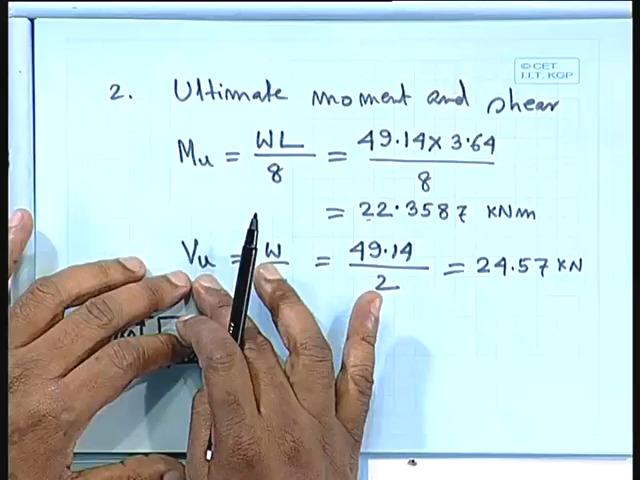 © CET
I.I.T. KGP
2. Ultimate moment and shear
Mu = WL/8 = 49.14 x 3.64/8
= 22.3587 kNm
Vu = W = 49.14/2 = 24.57 KN